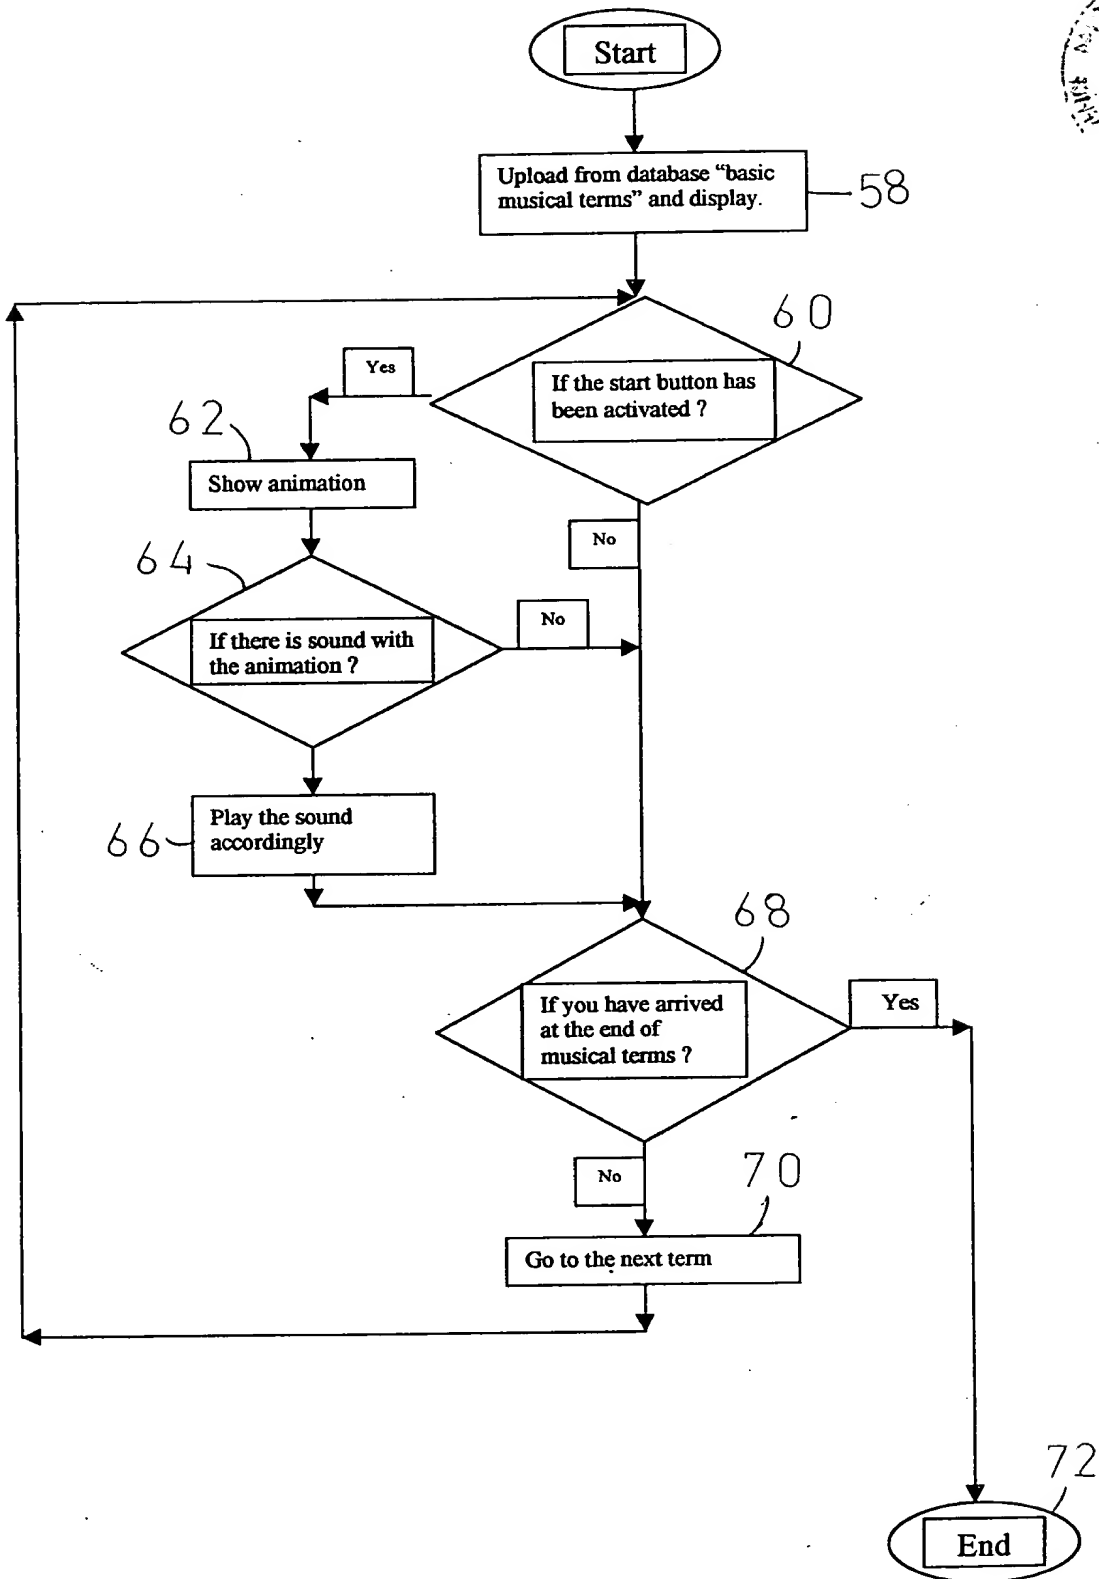 Start
Upload from database “basic
musical terms” and display.
58
60
If the start button has
been activated ?
Yes
62
Show animation
No
64
If there is sound with
the animation ?
No
Play the sound
accordingly
66
68
If you have arrived
at the end of
musical terms ?
Yes
No
70
Go to the next term
72
End